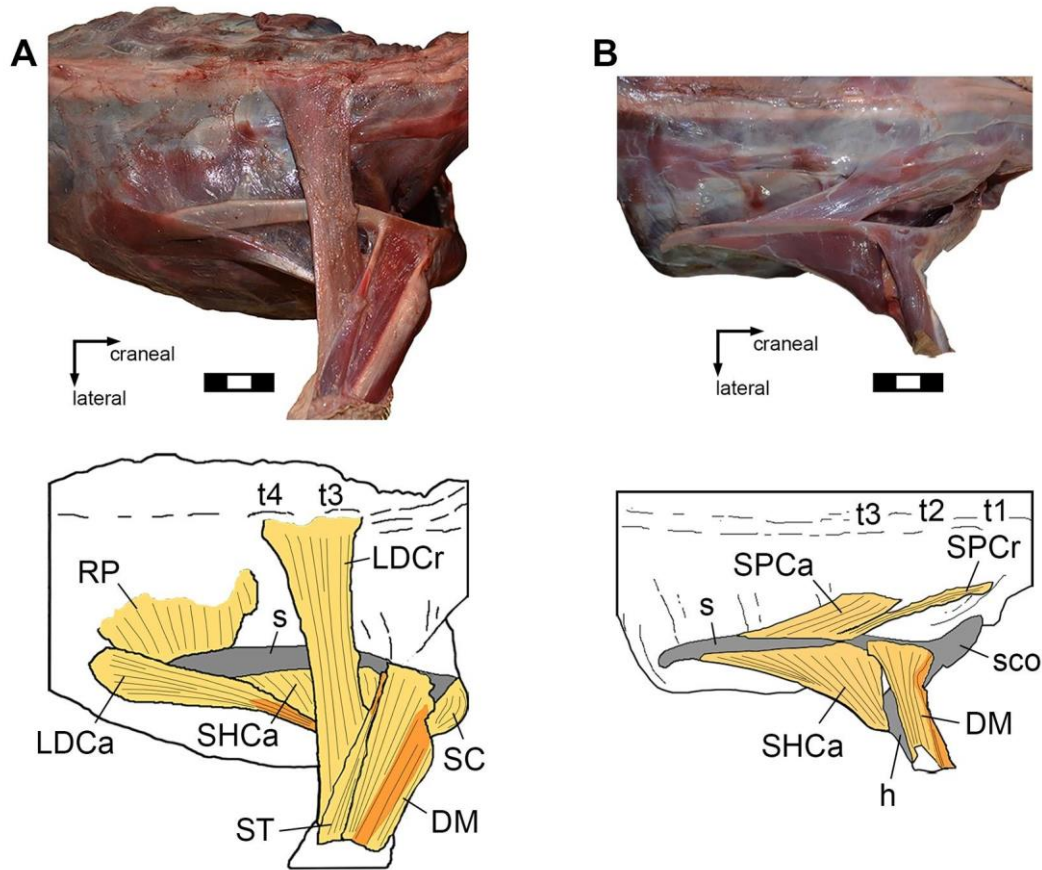 A
B
craneal
lateral
craneal
lateral
t4 t3
LDCr
RP
s
LDCa
SHCa
SC
ST
DM
t3 t2 t1
SPCr
SPCa
s
sco
SHCa
DM
h